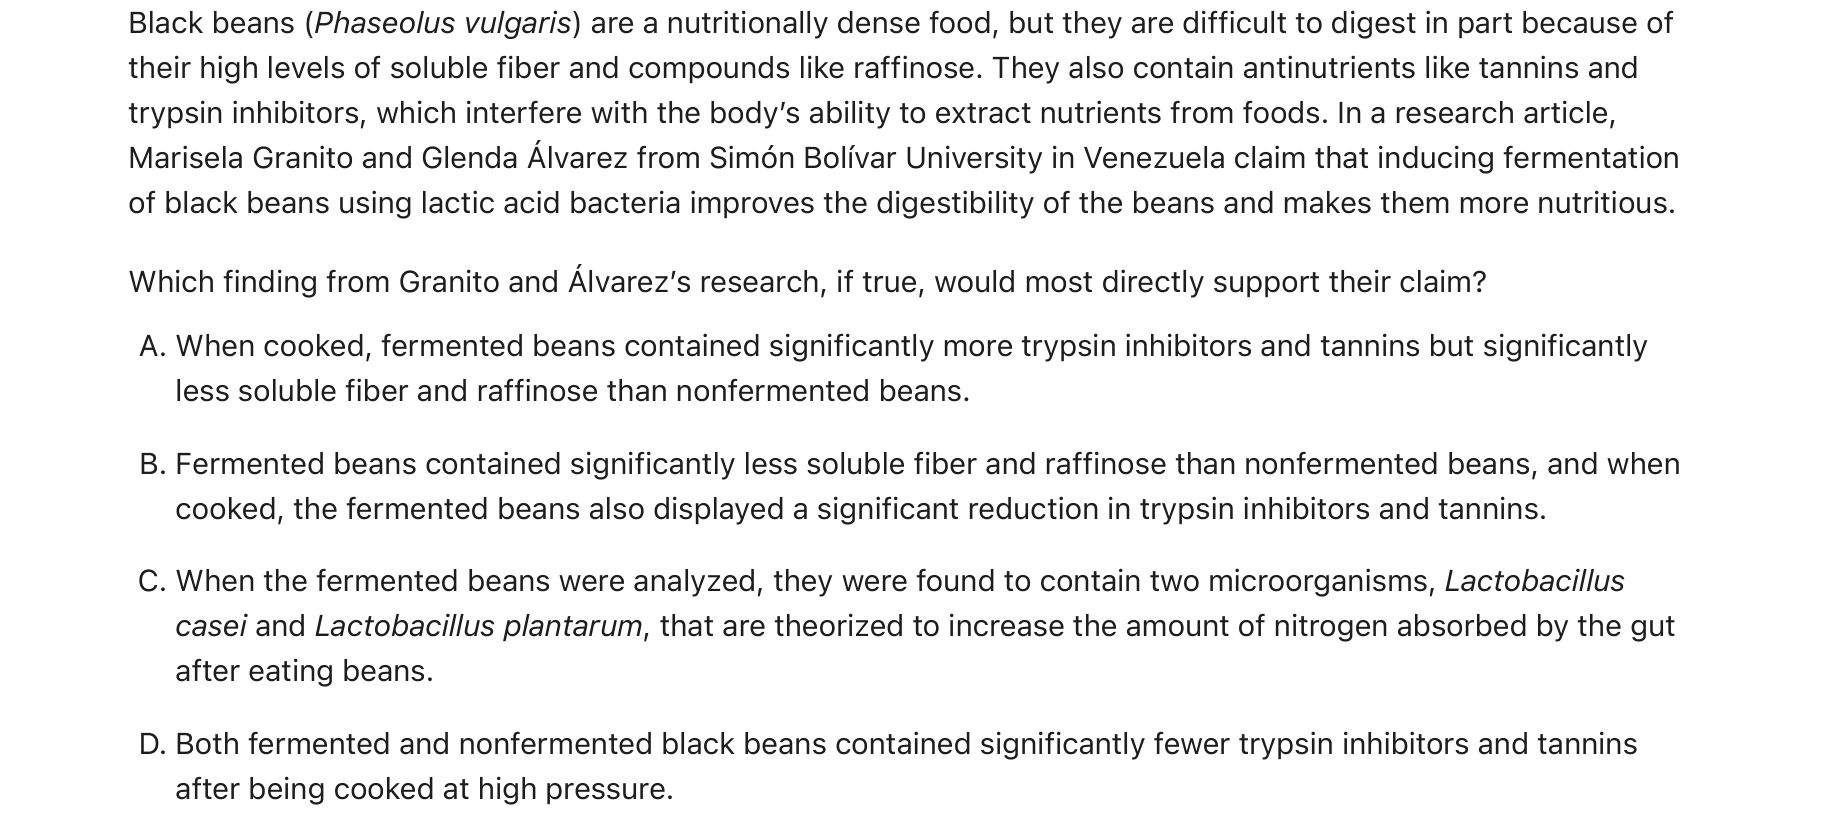 Black beans (Phaseolus vulgaris) are a nutritionally dense food, but they are difficult to digest in part because of
their high levels of soluble fiber and compounds like raffinose. They also contain antinutrients like tannins and
trypsin inhibitors, which interfere with the body’s ability to extract nutrients from foods. In a research article,
Marisela Granito and Glenda Álvarez from Simón Bolívar University in Venezuela claim that inducing fermentation
of black beans using lactic acid bacteria improves the digestibility of the beans and makes them more nutritious.
Which finding from Granito and Álvarez’s research, if true, would most directly support their claim?
A. When cooked, fermented beans contained significantly more trypsin inhibitors and tannins but significantly
less soluble fiber and raffinose than nonfermented beans.
B. Fermented beans contained significantly less soluble fiber and raffinose than nonfermented beans, and when
cooked, the fermented beans also displayed a significant reduction in trypsin inhibitors and tannins.
C. When the fermented beans were analyzed, they were found to contain two microorganisms, Lactobacillus
casei and Lactobacillus plantarum, that are theorized to increase the amount of nitrogen absorbed by the gut
after eating beans.
D. Both fermented and nonfermented black beans contained significantly fewer trypsin inhibitors and tannins
after being cooked at high pressure.